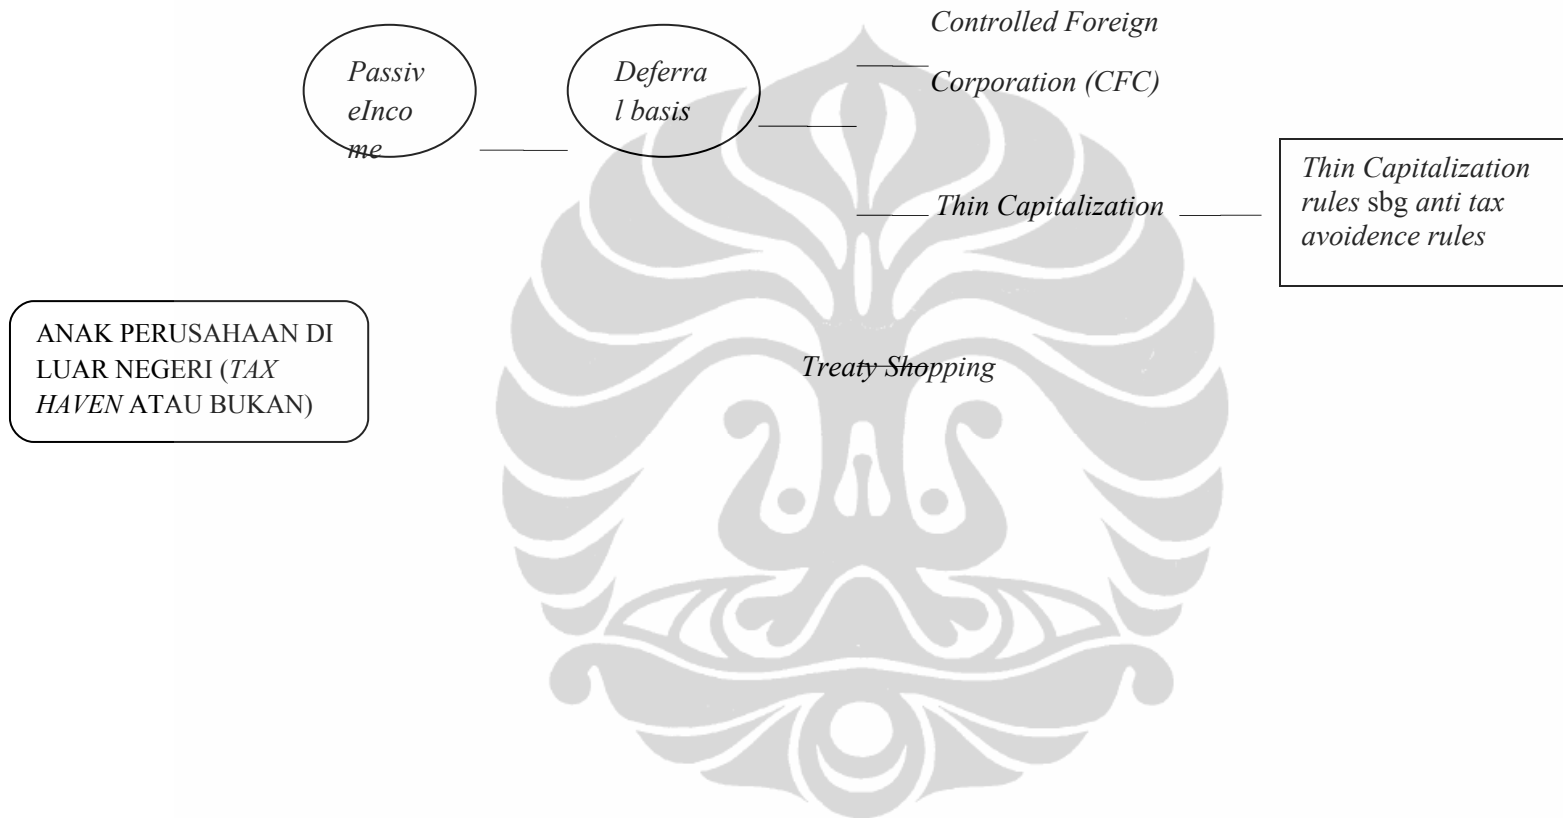 Controlled Foreign
Corporation (CFC)
Passiv
eInco
me
Deferra
l basis
Thin Capitalization
Thin Capitalization
rules sbg anti tax
avoidence rules
ANAK PERUSAHAAN DI
LUAR NEGERI (TAX
HAVEN ATAU BUKAN)
Treaty Shopping